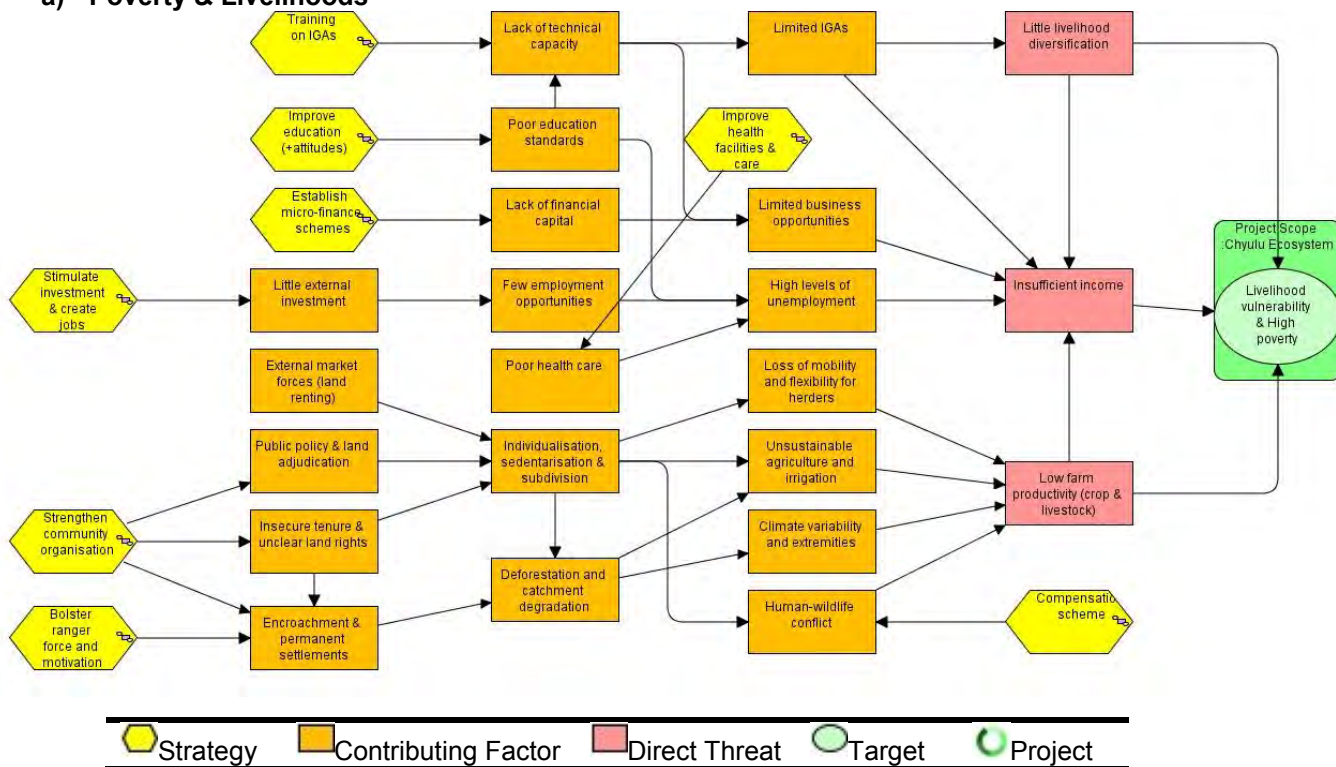 a) Poverty & Livelihoods
Training
on IGAs
Lack of technical
capacity
Limited IGAs
Little livelihood
diversification
Improve
education
(+attitudes)
Poor education
standards
Improve
health
facilities &
care
Establish
micro-finance
schemes
Lack of financial
capital
Limited business
opportunities
Project Scope
:Chyulu Ecosystem
Stimulate
investment
& create
jobs
Little external
investment
Few employment
opportunities
High levels of
unemployment
Insufficient income
Livelihood
vulnerability
& High
poverty
External market
forces (land
renting)
Poor health care
Loss of mobility
and flexibility for
herders
Public policy & land
adjudication
Individualisation,
sedentarisation &
subdivision
Unsustainable
agriculture and
irrigation
Low farm
productivity (crop &
livestock)
Strengthen
community
organisation
Insecure tenure &
unclear land rights
Climate variability
and extremities
Deforestation and
catchment
degradation
Bolster
ranger
force and
motivation
Encroachment &
permanent
settlements
Human-wildlife
conflict
Compensatio
scheme
Strategy
Contributing Factor
Direct Threat
Target
Project